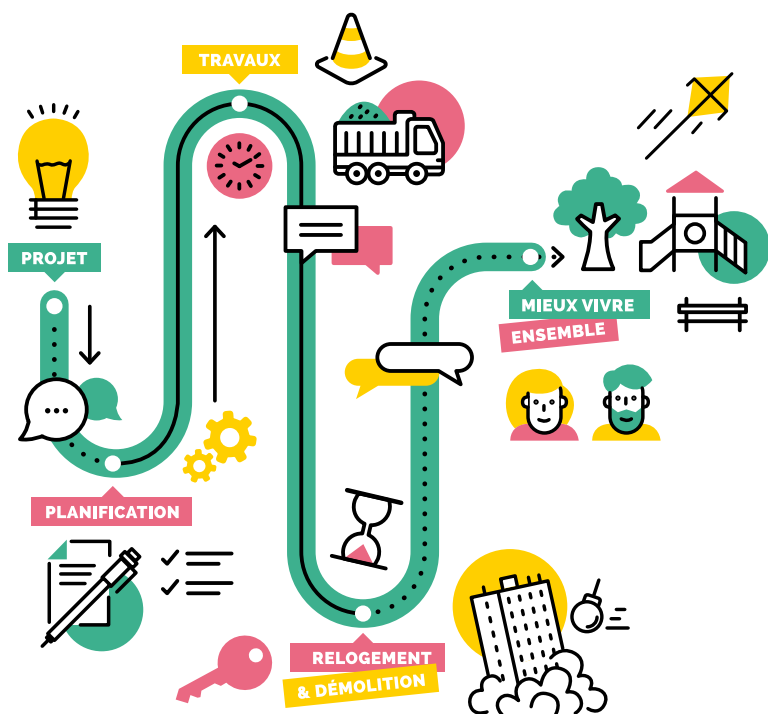 PROJET
PLANIFICATION
TRAVAUX
RELOGEMENT
& DÉMOLITION
MIEUX VIVRE
ENSEMBLE